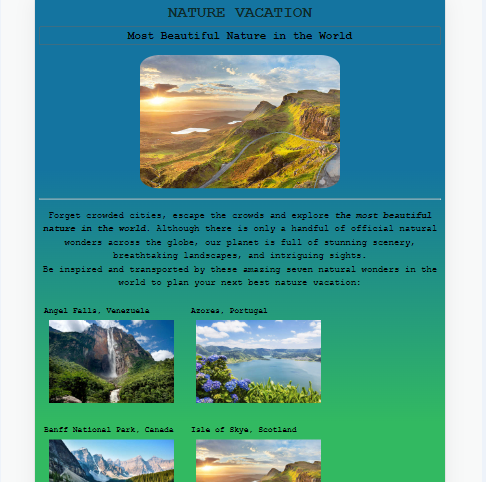 NATURE VACATION
Most Beautiful Nature in the World
Forget crowded cities, escape the crowds and explore the most beautiful
nature in the world. Although there is only a handful of official natural
wonders across the globe, our planet is full of stunning scenery,
breathtaking landscapes, and intriguing sights.
Be inspired and transported by these amazing seven natural wonders in the
world to plan your next best nature vacation:
Angel Falls, Venezuela
Azores, Portugal
Banff National Park, Canada
Isle of Skye, Scotland